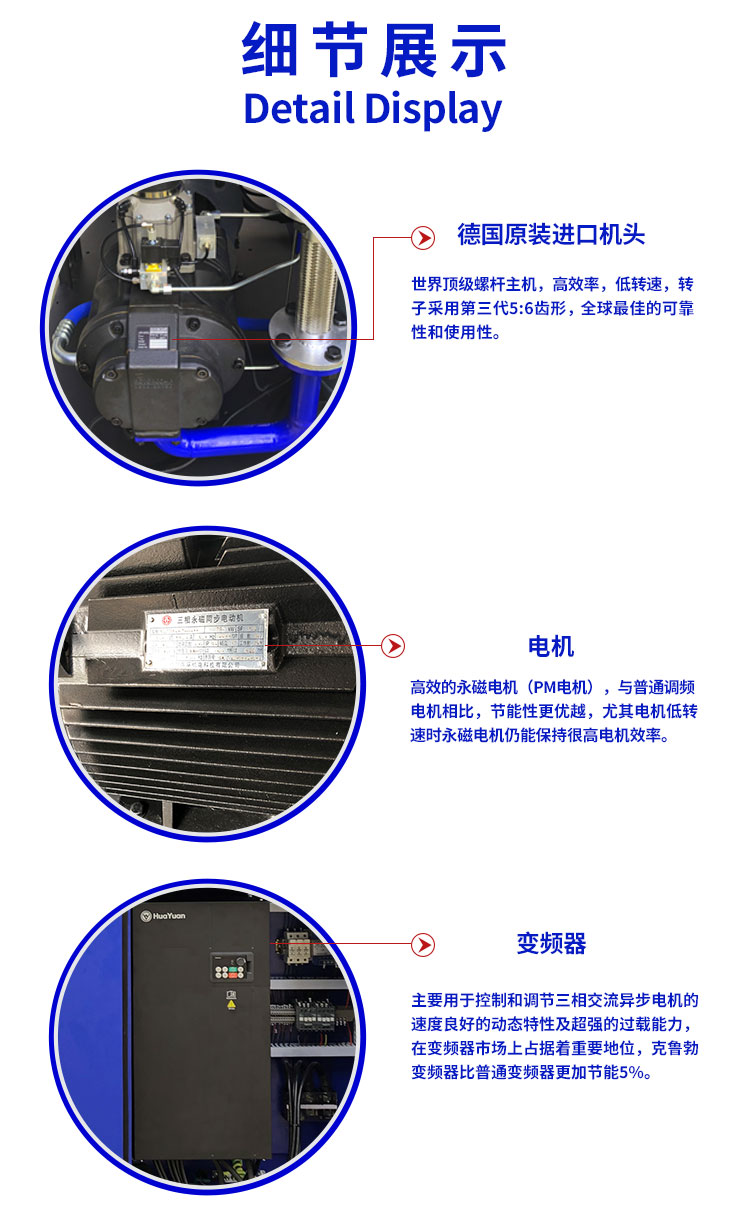 细节展示
Detail Display
德国原装进口机头
世界顶级螺杆主机，高效率，低转速，转
子采用第三代5:6齿形，全球最佳的可靠
性和使用性。
三相永磁同步电动机
电机
高效的永磁电机（PM电机），与普通调频
电机相比，节能性更优越，尤其电机低转
速时永磁电机仍能保持很高电机效率。
HuaYuan
变频器
主要用于控制和调节三相交流异步电机的
速度良好的动态特性及超强的过载能力，
在变频器市场上占据着重要地位，克鲁勃
变频器比普通变频器更加节能5%。